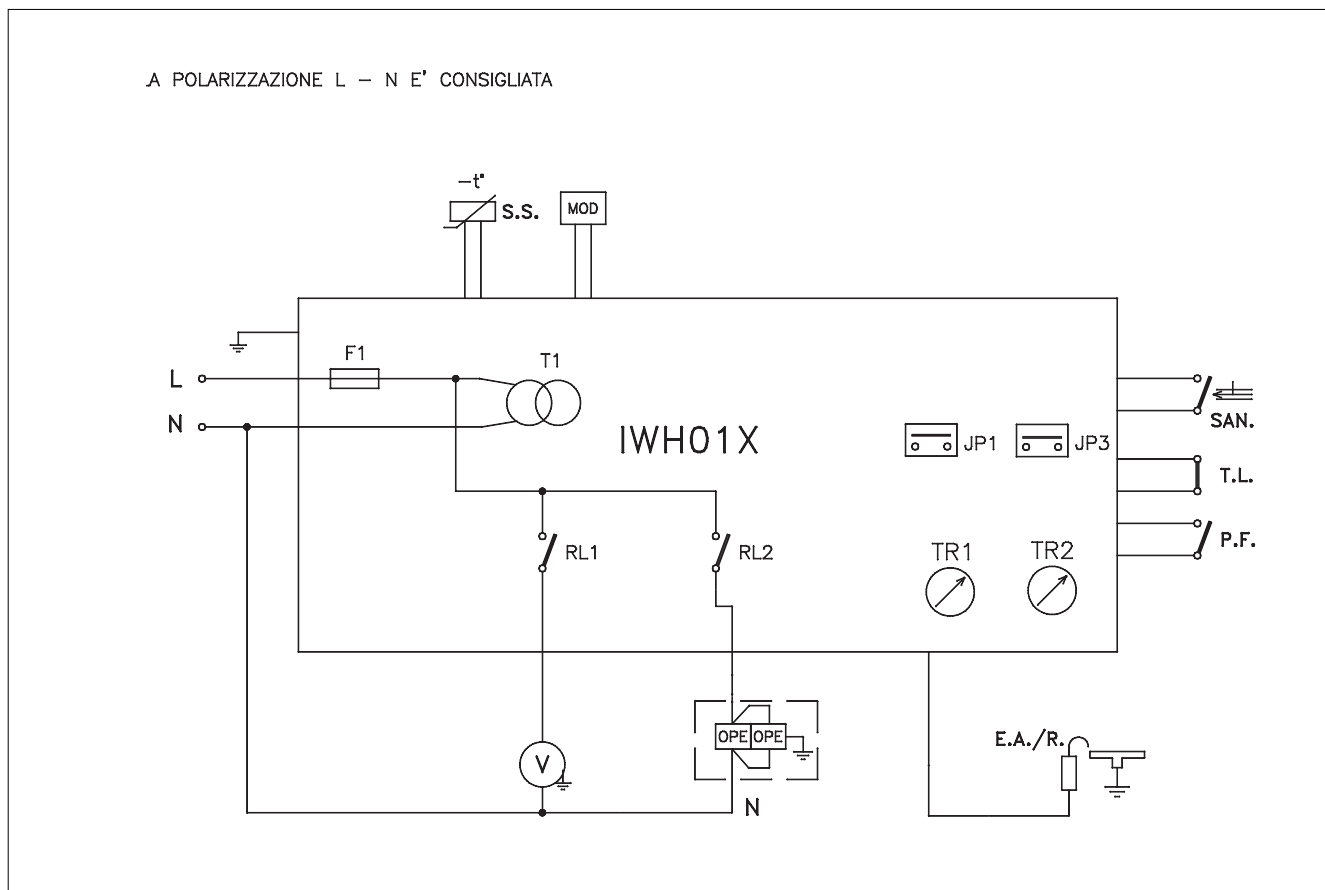 .A POLARIZZAZIONE L – N E' CONSIGLIATA
–t°
S.S.
MOD
F1
T1
L
N
IWH01X
JP1
JP3
SAN.
T.L.
P.F.
RL1
RL2
TR1
TR2
OPE OPE
E.A./R.
V
N